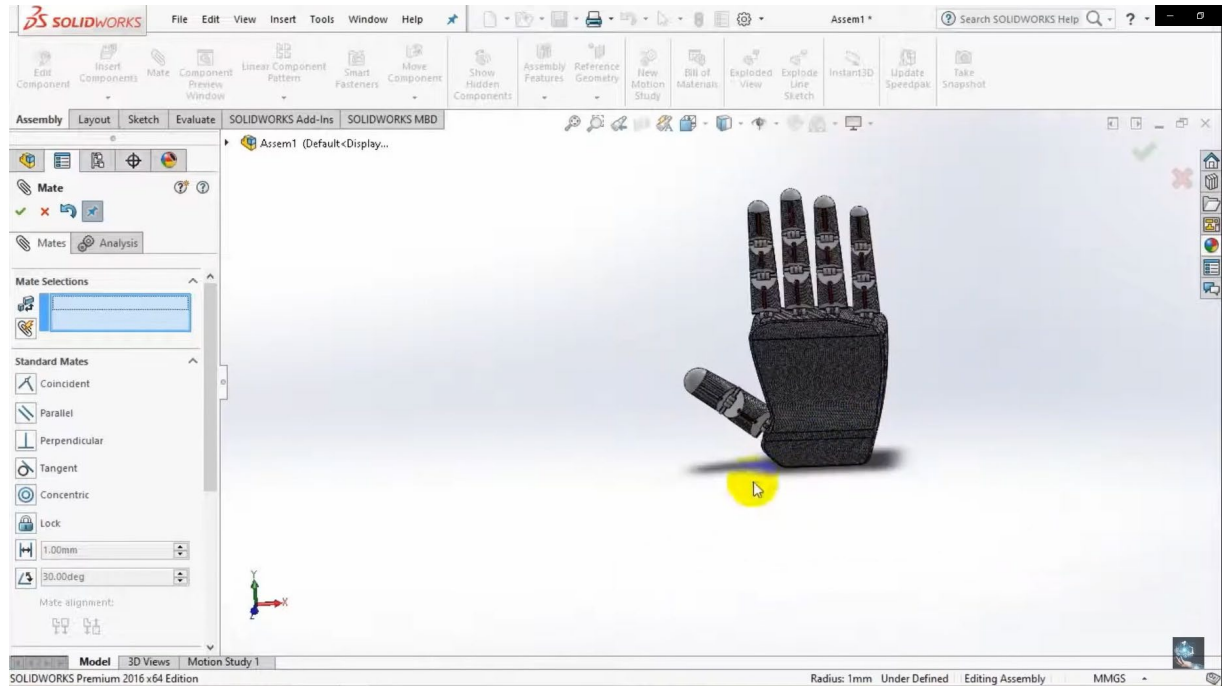 SOLIDWORKS File Edit View Insert Tools Window Help Assem1 * Search SOLIDWORKS Help ?
Edit Component
Insert Components
Mate
Component Preview Window
Linear Component Pattern
Smart Fasteners
Move Component
Show Hidden Components
Assembly Features
Reference Geometry
New Motion Study
Bill of Materials
Exploded View
Explode Line Sketch
Instant3D
Update Speedpak
Take Snapshot
Assembly Layout Sketch Evaluate SOLIDWORKS Add-Ins SOLIDWORKS MBD
Assem1 (Default<Display...
Mate
Mates Analysis
Mate Selections
Standard Mates
Coincident
Parallel
Perpendicular
Tangent
Concentric
Lock
1.00mm
30.00deg
Mate alignment:
Y
X
Z
Model 3D Views Motion Study 1
SOLIDWORKS Premium 2016 x64 Edition Radius: 1mm Under Defined Editing Assembly MMGS